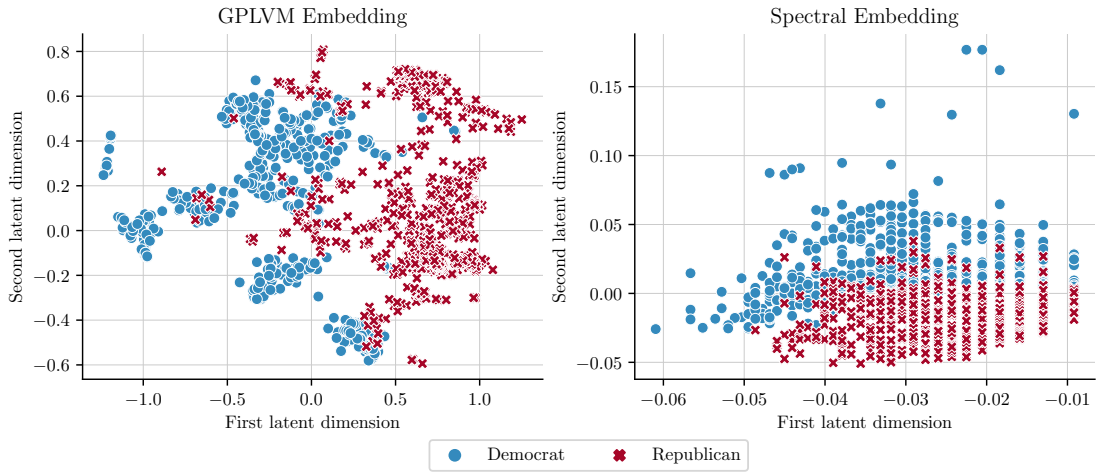 GPLVM Embedding
0.8
0.6
0.4
0.2
0.0
−0.2
−0.4
−0.6
Second latent dimension
−1.0 −0.5 0.0 0.5 1.0
First latent dimension
Spectral Embedding
0.15
0.10
0.05
0.00
−0.05
Second latent dimension
−0.06 −0.05 −0.04 −0.03 −0.02 −0.01
First latent dimension
Democrat Republican